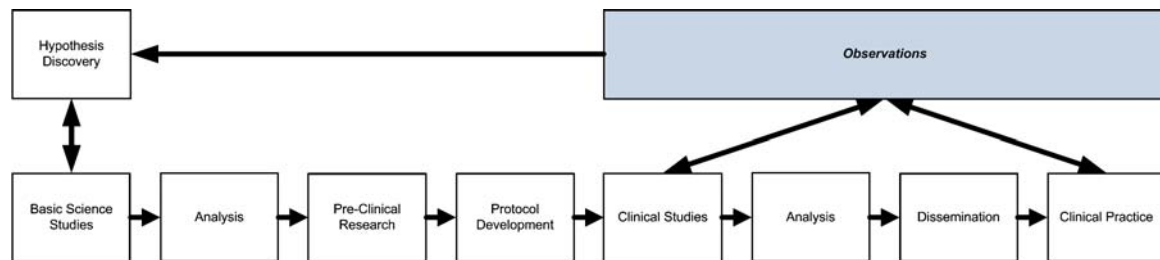 Hypothesis
Discovery
Observations
Basic Science
Studies
Analysis
Pre-Clinical
Research
Protocol
Development
Clinical Studies
Analysis
Dissemination
Clinical Practice